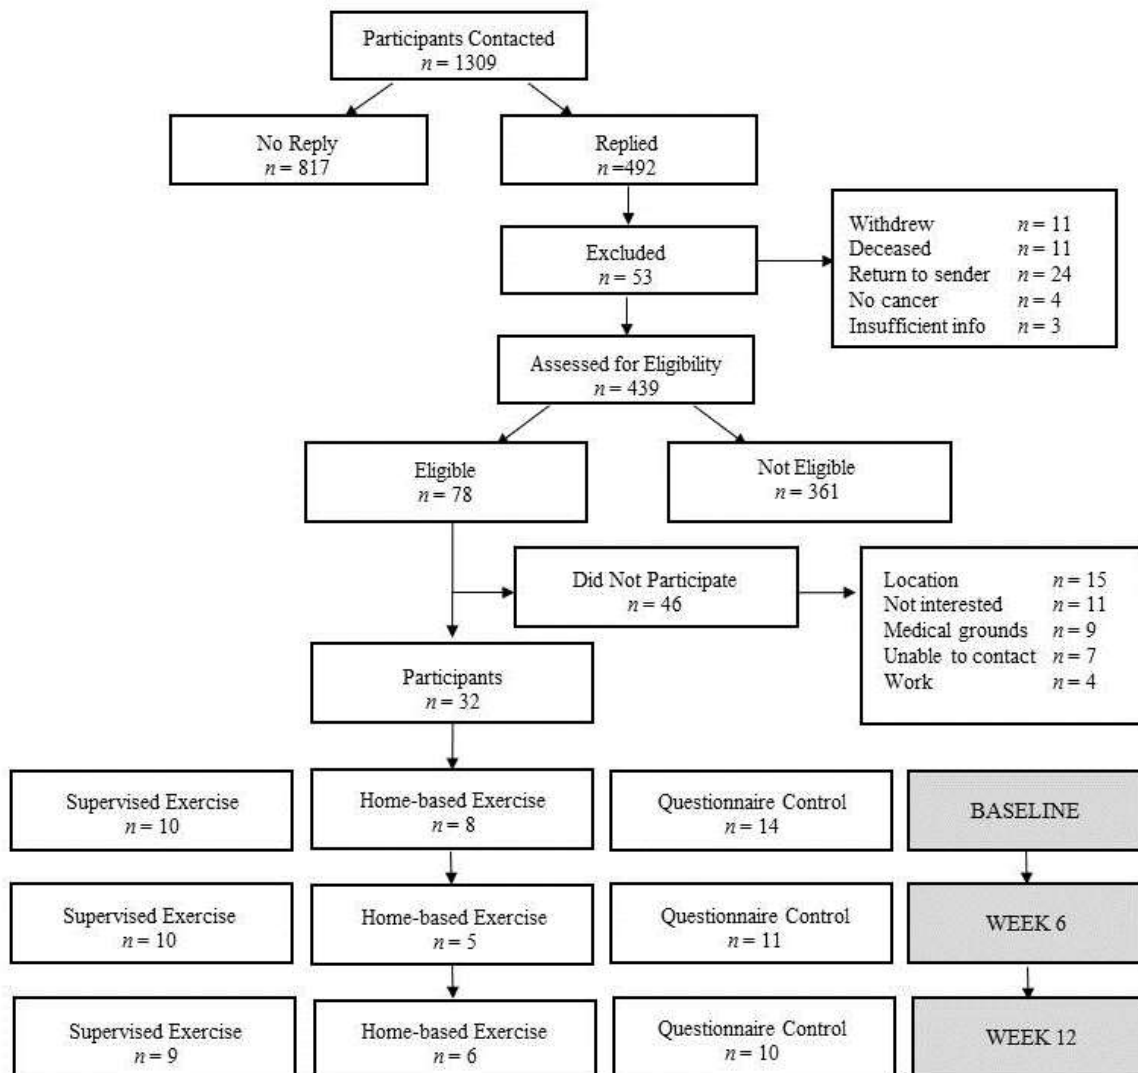 Participants Contacted
n = 1309
No Reply
n = 817
Replied
n =492
Excluded
n = 53
Withdrew n = 11
Deceased n = 11
Return to sender n = 24
No cancer n = 4
Insufficient info n = 3
Assessed for Eligibility
n = 439
Eligible
n = 78
Not Eligible
n = 361
Did Not Participate
n = 46
Location n = 15
Not interested n = 11
Medical grounds n = 9
Unable to contact n = 7
Work n = 4
Participants
n = 32
Supervised Exercise
n = 10
Home-based Exercise
n = 8
Questionnaire Control
n = 14
BASELINE
Supervised Exercise
n = 10
Home-based Exercise
n = 5
Questionnaire Control
n = 11
WEEK 6
Supervised Exercise
n = 9
Home-based Exercise
n = 6
Questionnaire Control
n = 10
WEEK 12